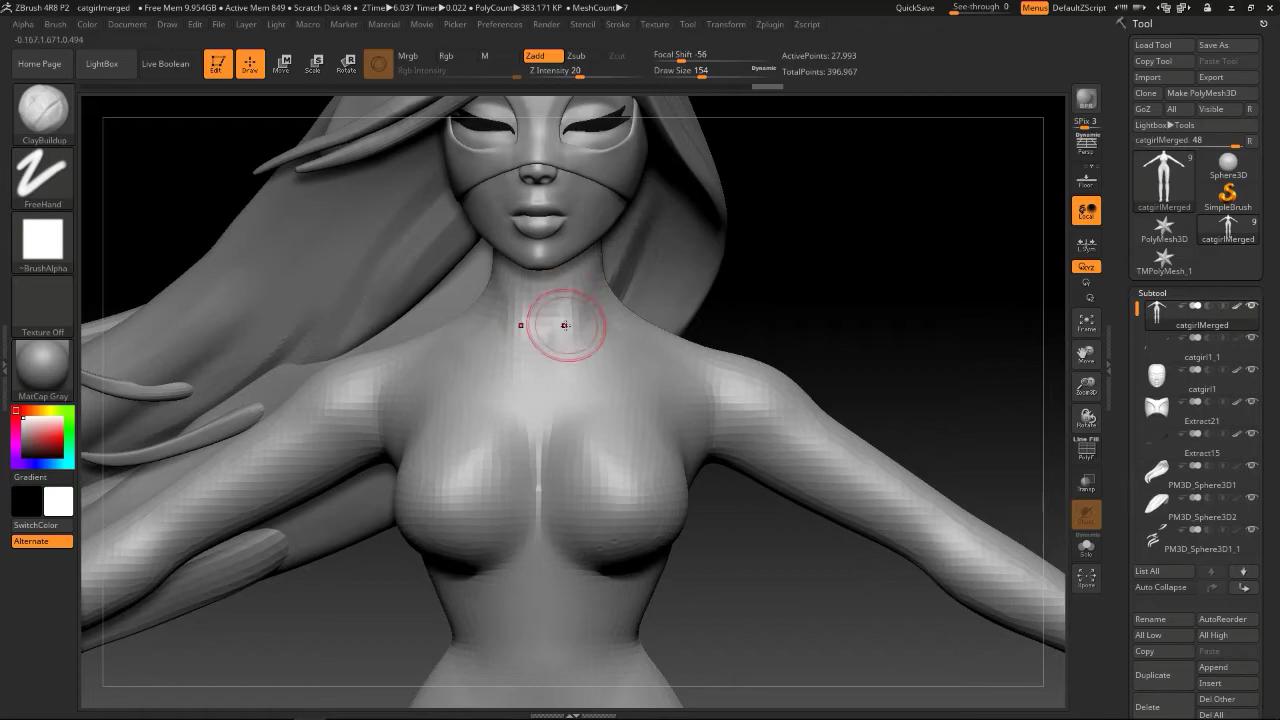 ZBrush 4R8 P2 catgirlmerged • Free Mem 9.954GB • Active Mem 849 • Scratch Disk 48 • ZTime▶6.037 Timer▶0.022 • PolyCount▶383.171 KP • MeshCount▶7 QuickSave See-through 0 Menus DefaultZScript
Alpha Brush Color Document Draw Edit File Layer Light Macro Marker Material Movie Picker Preferences Render Stencil Stroke Texture Tool Transform Zplugin Zscript
-0.167,1.671,0.494
Home Page LightBox Live Boolean Edit Draw Move Scale Rotate
Mrgb Rgb M Zadd Zsub Zcut Focal Shift -56 ActivePoints: 27,993
Rgb Intensity Z Intensity 20 Draw Size 154 Dynamic TotalPoints: 396,967
ClayBuildup
FreeHand
~BrushAlpha
Texture Off
MatCap Gray
Gradient
SwitchColor
Alternate
BPR
SPix 3
Dynamic
Persp
Floor
Local
L.Sym
XYZ
Frame
Move
Zoom3D
Rotate
Line Fill
PolyF
Transp
Ghost
Dynamic
Solo
Xpose
Tool
Load Tool Save As
Copy Tool Paste Tool
Import Export
Clone Make PolyMesh3D
GoZ All Visible R
Lightbox▶Tools
catgirlMerged. 48 R
9
catgirlMerged
Sphere3D
SimpleBrush
PolyMesh3D
9
catgirlMerged
TMPolyMesh_1
Subtool
catgirlMerged
catgirl1_1
catgirl1
Extract21
Extract15
PM3D_Sphere3D1
PM3D_Sphere3D2
PM3D_Sphere3D1_1
List All
Auto Collapse
Rename AutoReorder
All Low All High
Copy Paste
Duplicate Append
Insert
Delete Del Other
Del All